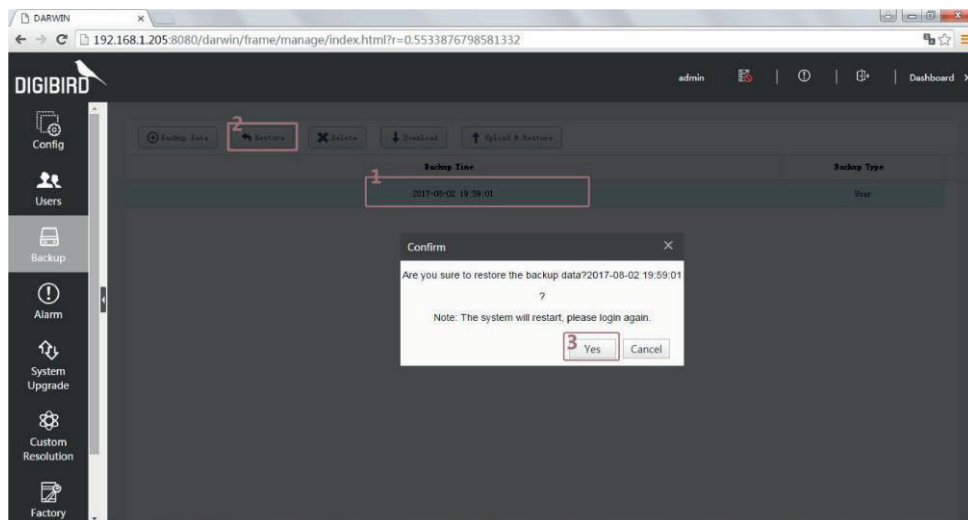 DARWIN
192.168.1.205:8080/darwin/frame/manage/index.html?r=0.5533876798581332
DIGIBIRD
admin
Dashboard
Config
Users
Backup
Alarm
System
Upgrade
Custom
Resolution
Factory
2
Backup Data
Restore
Delete
Download
Upload & Restore
Backup Time
Backup Type
1
2017-08-02 19:59:01
User
Confirm
Are you sure to restore the backup data?2017-08-02 19:59:01
?
Note: The system will restart, please login again.
3
Yes
Cancel